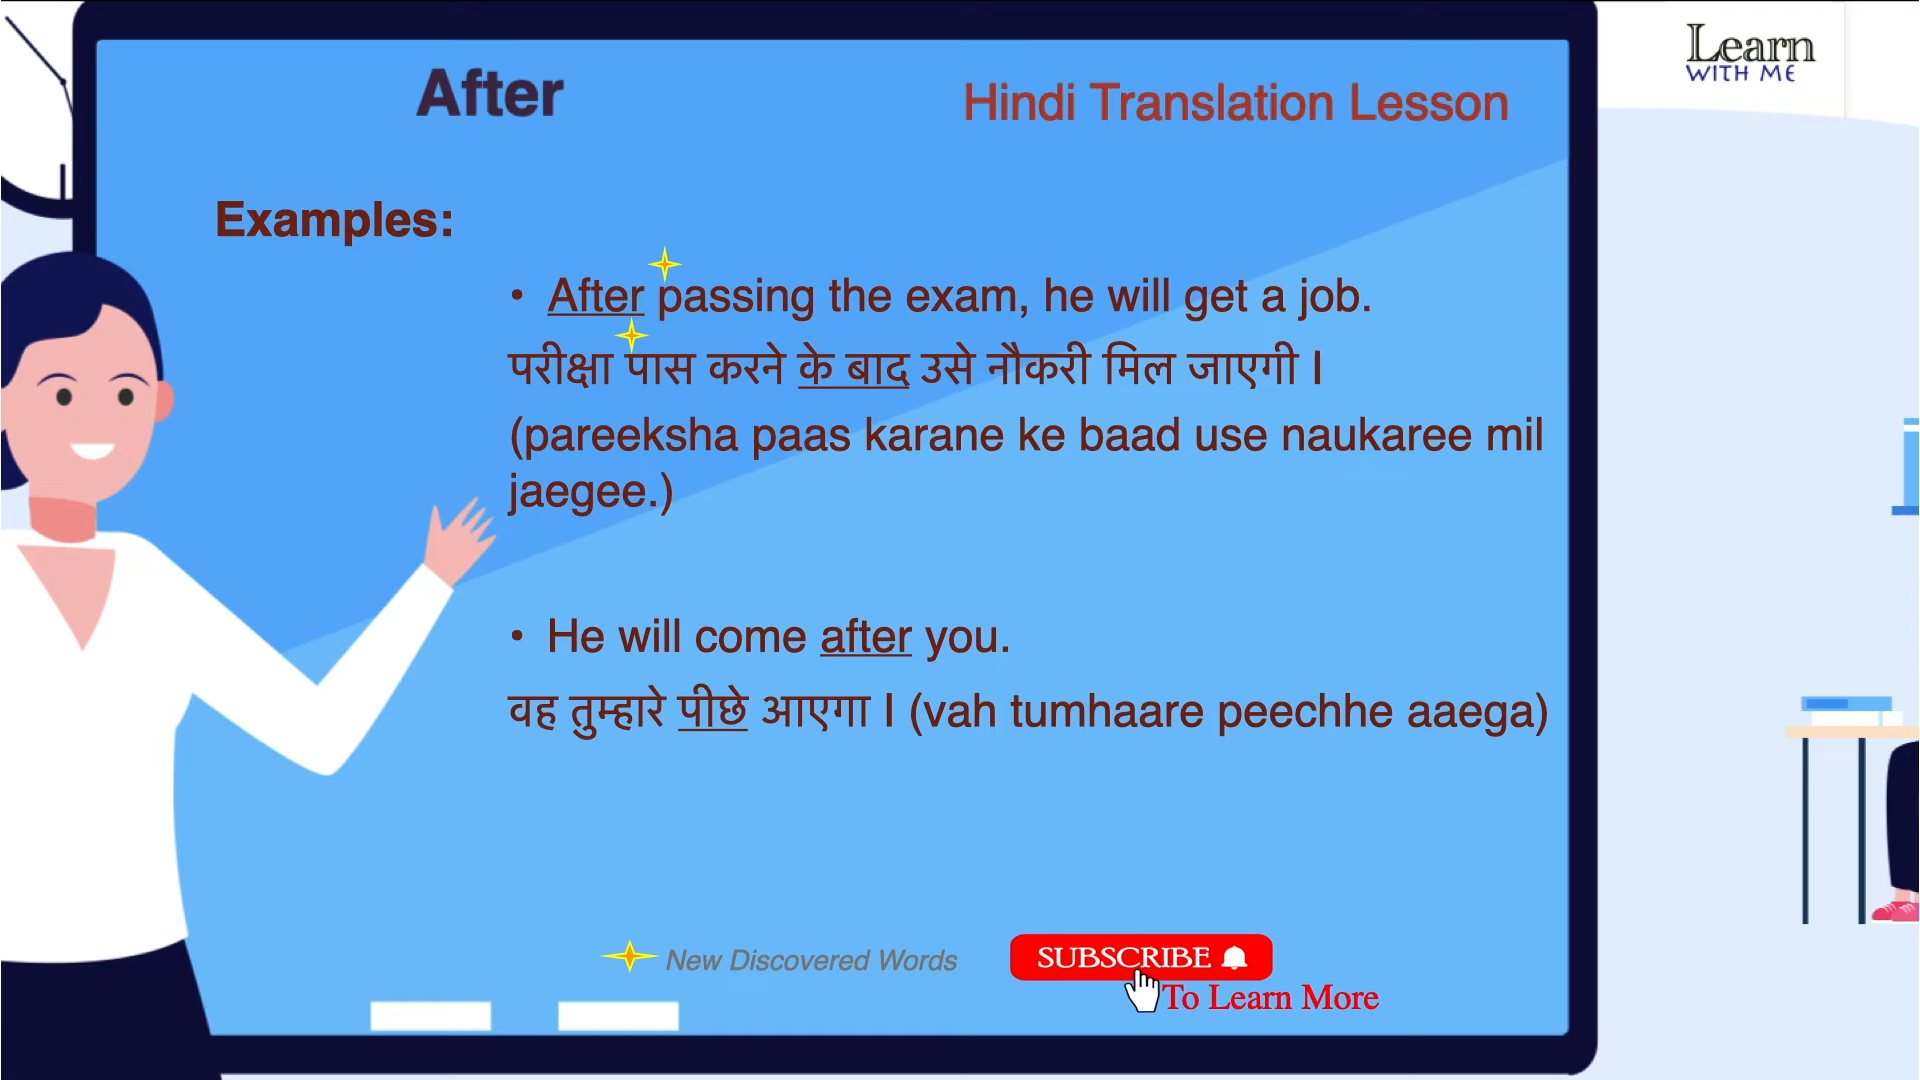 After
Hindi Translation Lesson
Learn
WITH ME
Examples:
• After passing the exam, he will get a job.
परीक्षा पास करने के बाद उसे नौकरी मिल जाएगी I
(pareeksha paas karane ke baad use naukaree mil
jaegee.)
• He will come after you.
वह तुम्हारे पीछे आएगा I (vah tumhaare peechhe aaega)
New Discovered Words
SUBSCRIBE
To Learn More